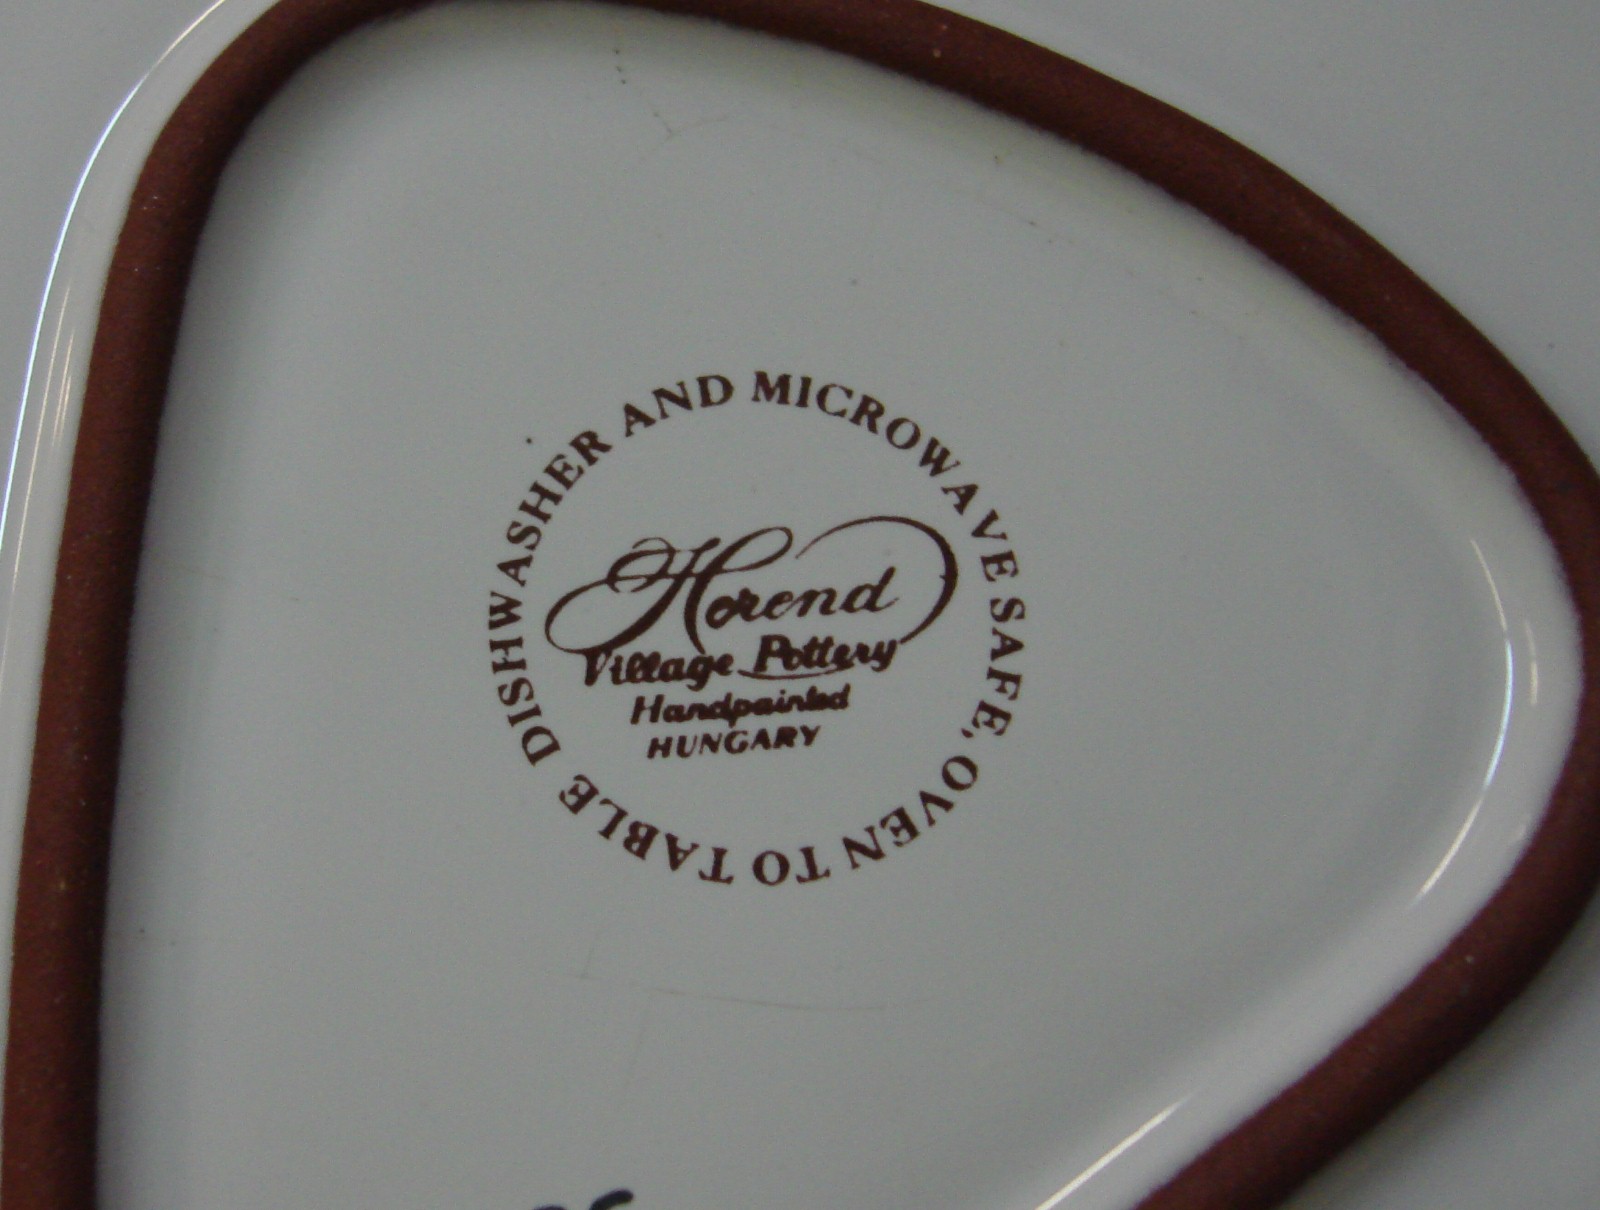 DISHWASHER AND MICROWAVE SAFE, OVEN TO TABLE
Herend
Village Pottery
Handpainted
HUNGARY